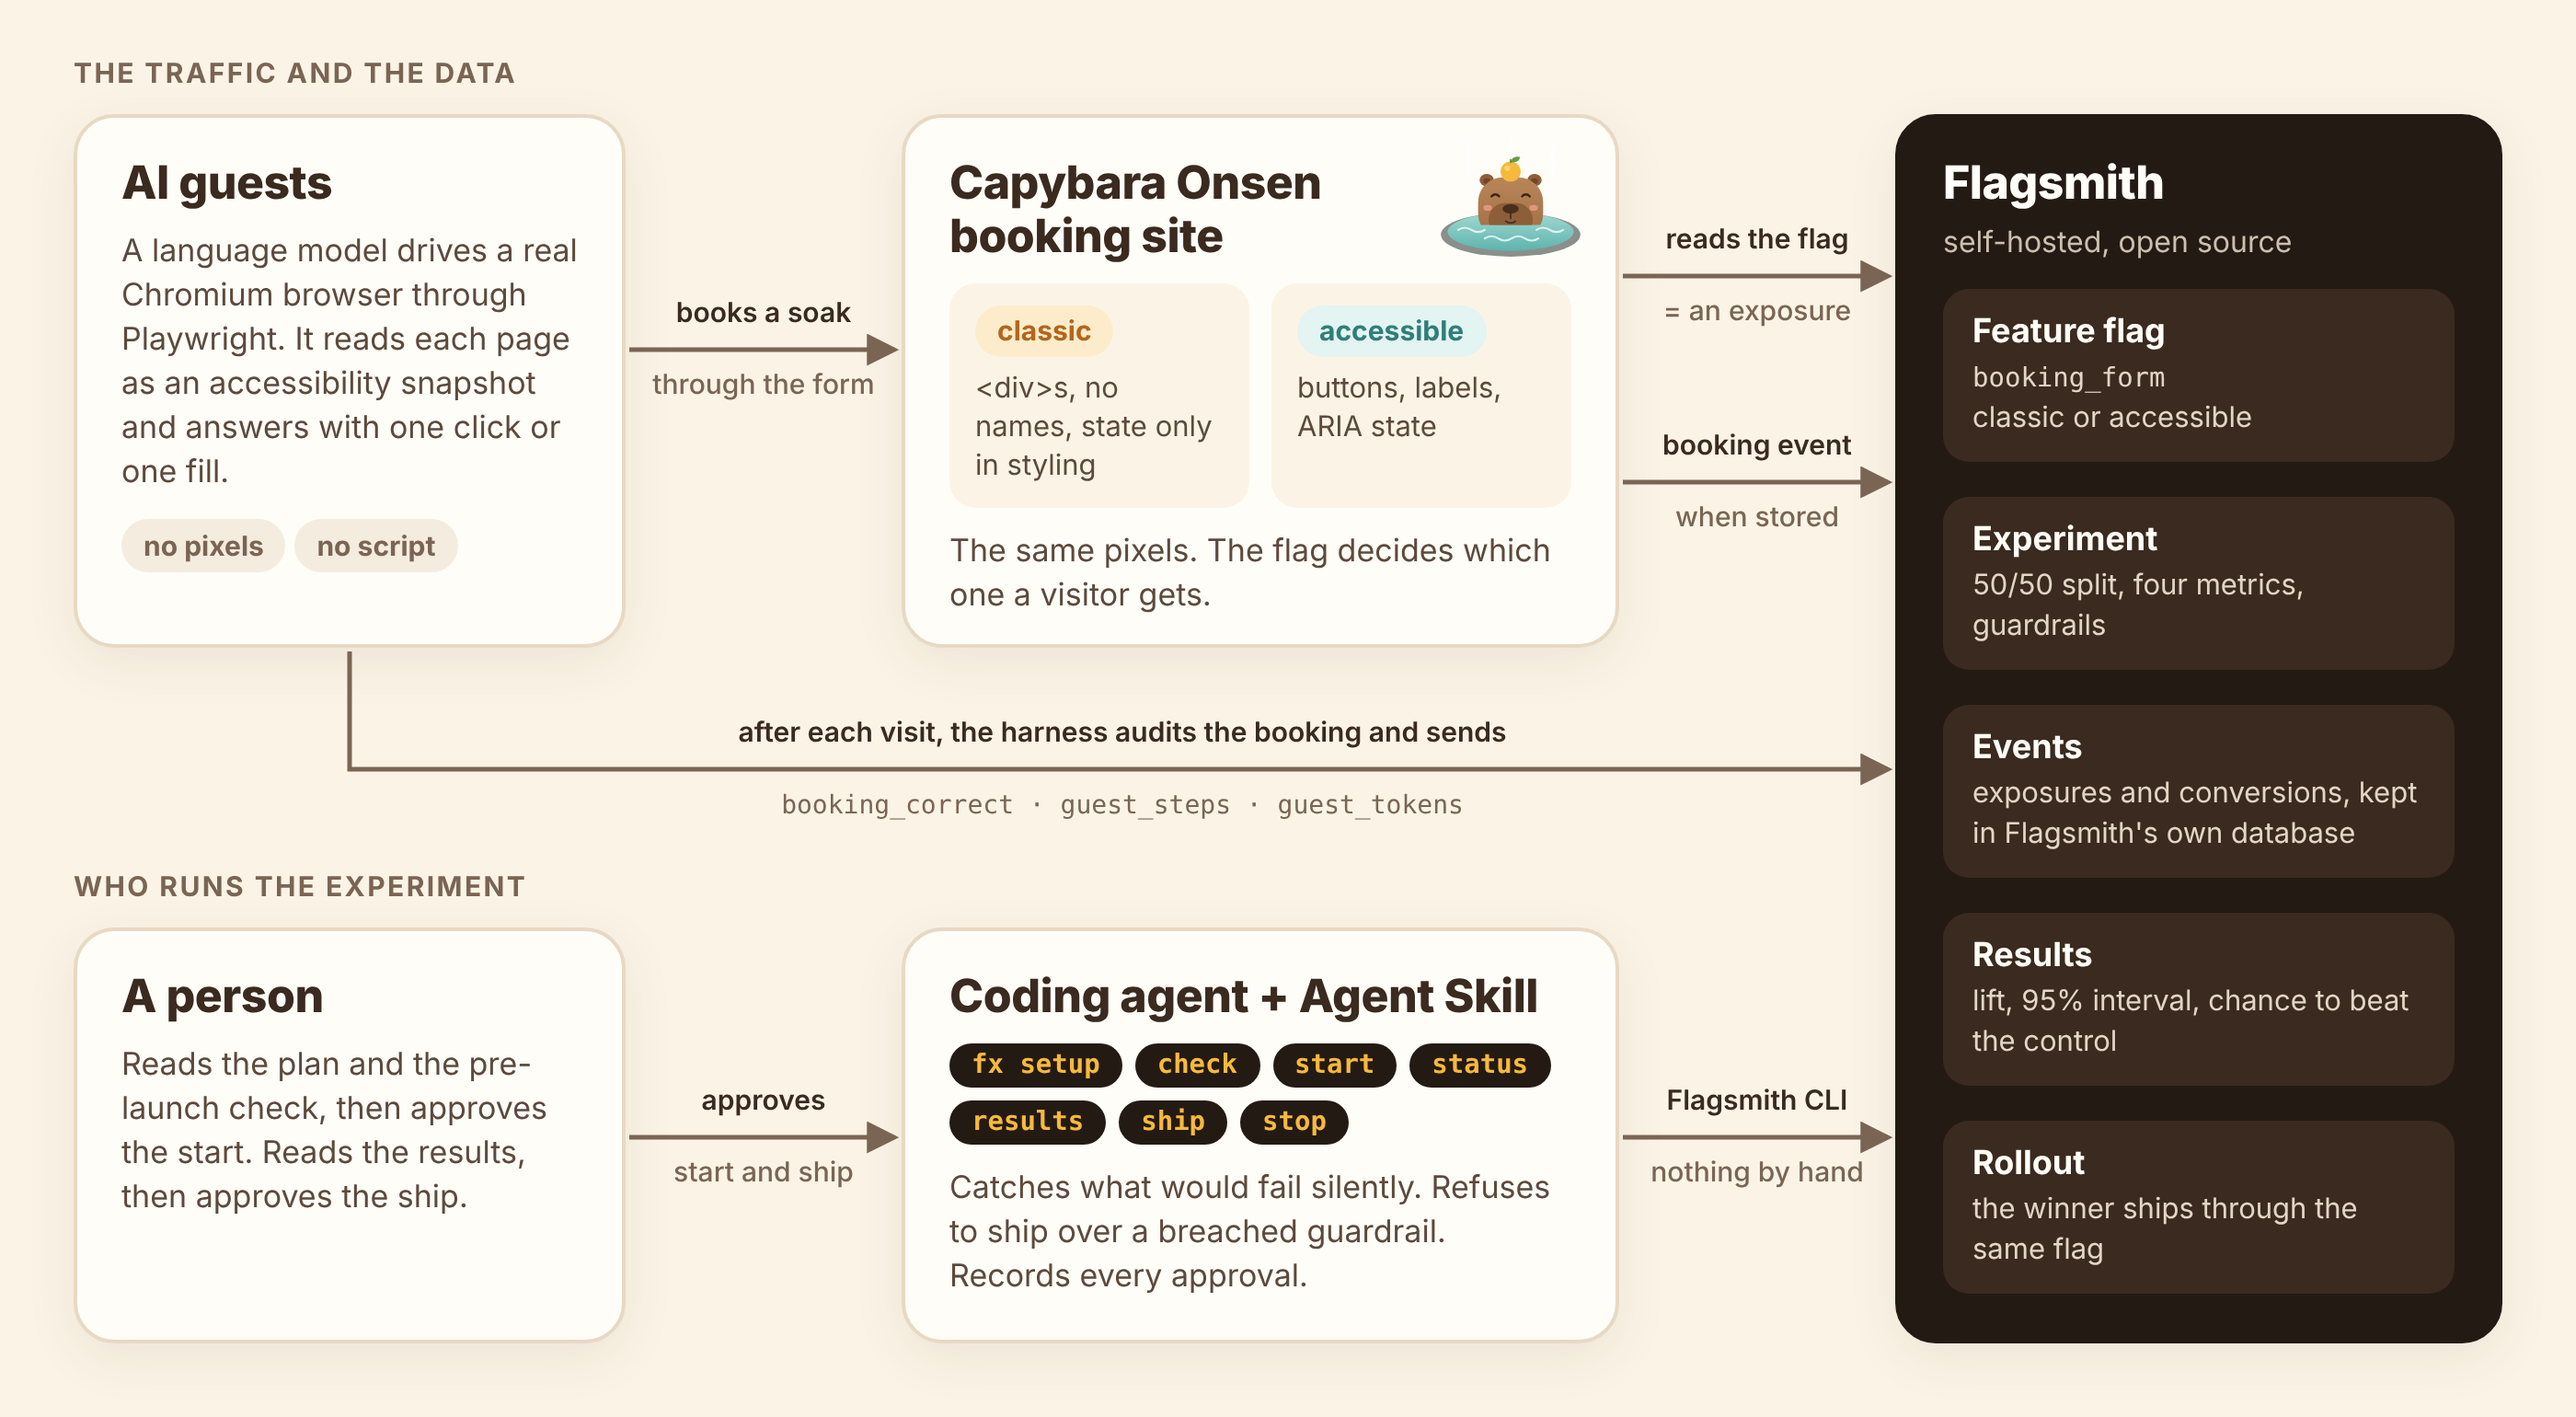 THE TRAFFIC AND THE DATA
AI guests
A language model drives a real
Chromium browser through
Playwright. It reads each page
as an accessibility snapshot
and answers with one click or
one fill.
no pixels
no script
books a soak
through the form
Capybara Onsen
booking site
classic
<div>s, no
names, state only
in styling
accessible
buttons, labels,
ARIA state
The same pixels. The flag decides which
one a visitor gets.
reads the flag
= an exposure
booking event
when stored
after each visit, the harness audits the booking and sends
booking_correct · guest_steps · guest_tokens
Flagsmith
self-hosted, open source
Feature flag
booking_form
classic or accessible
Experiment
50/50 split, four metrics,
guardrails
Events
exposures and conversions, kept
in Flagsmith's own database
Results
lift, 95% interval, chance to beat
the control
Rollout
the winner ships through the
same flag
WHO RUNS THE EXPERIMENT
A person
Reads the plan and the pre-
launch check, then approves
the start. Reads the results,
then approves the ship.
approves
start and ship
Coding agent + Agent Skill
fx setup
check
start
status
results
ship
stop
Catches what would fail silently. Refuses
to ship over a breached guardrail.
Records every approval.
Flagsmith CLI
nothing by hand